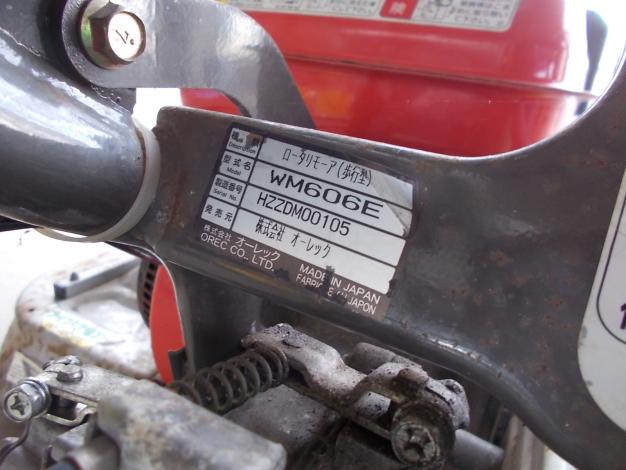 検
Description ロータリモーア(歩行型)
型式名
Model WM606E
製造番号
Serial No. HZZDM00105
発売元 株式会社 オーレック
株式会社 オーレック
OREC CO., LTD.
MADE IN JAPAN
JAPON